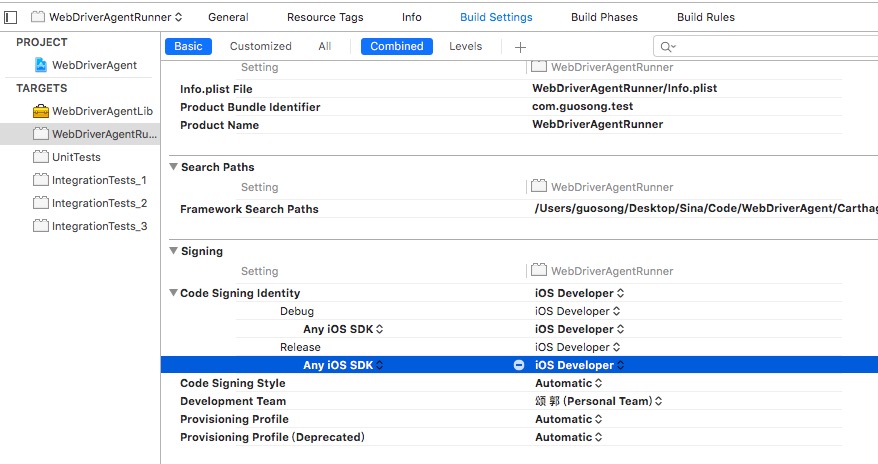 WebDriverAgentRunner General Resource Tags Info Build Settings Build Phases Build Rules
PROJECT
WebDriverAgent
TARGETS
WebDriverAgentLib
WebDriverAgentRu...
UnitTests
IntegrationTests_1
IntegrationTests_2
IntegrationTests_3
Basic Customized All Combined Levels +
Setting WebDriverAgentRunner
Info.plist File WebDriverAgentRunner/Info.plist
Product Bundle Identifier com.guosong.test
Product Name WebDriverAgentRunner
Search Paths
Setting WebDriverAgentRunner
Framework Search Paths /Users/guosong/Desktop/Sina/Code/WebDriverAgent/Carthag
Signing
Setting WebDriverAgentRunner
Code Signing Identity iOS Developer
Debug iOS Developer
Any iOS SDK iOS Developer
Release iOS Developer
Any iOS SDK iOS Developer
Code Signing Style Automatic
Development Team 颂 郭 (Personal Team)
Provisioning Profile Automatic
Provisioning Profile (Deprecated) Automatic